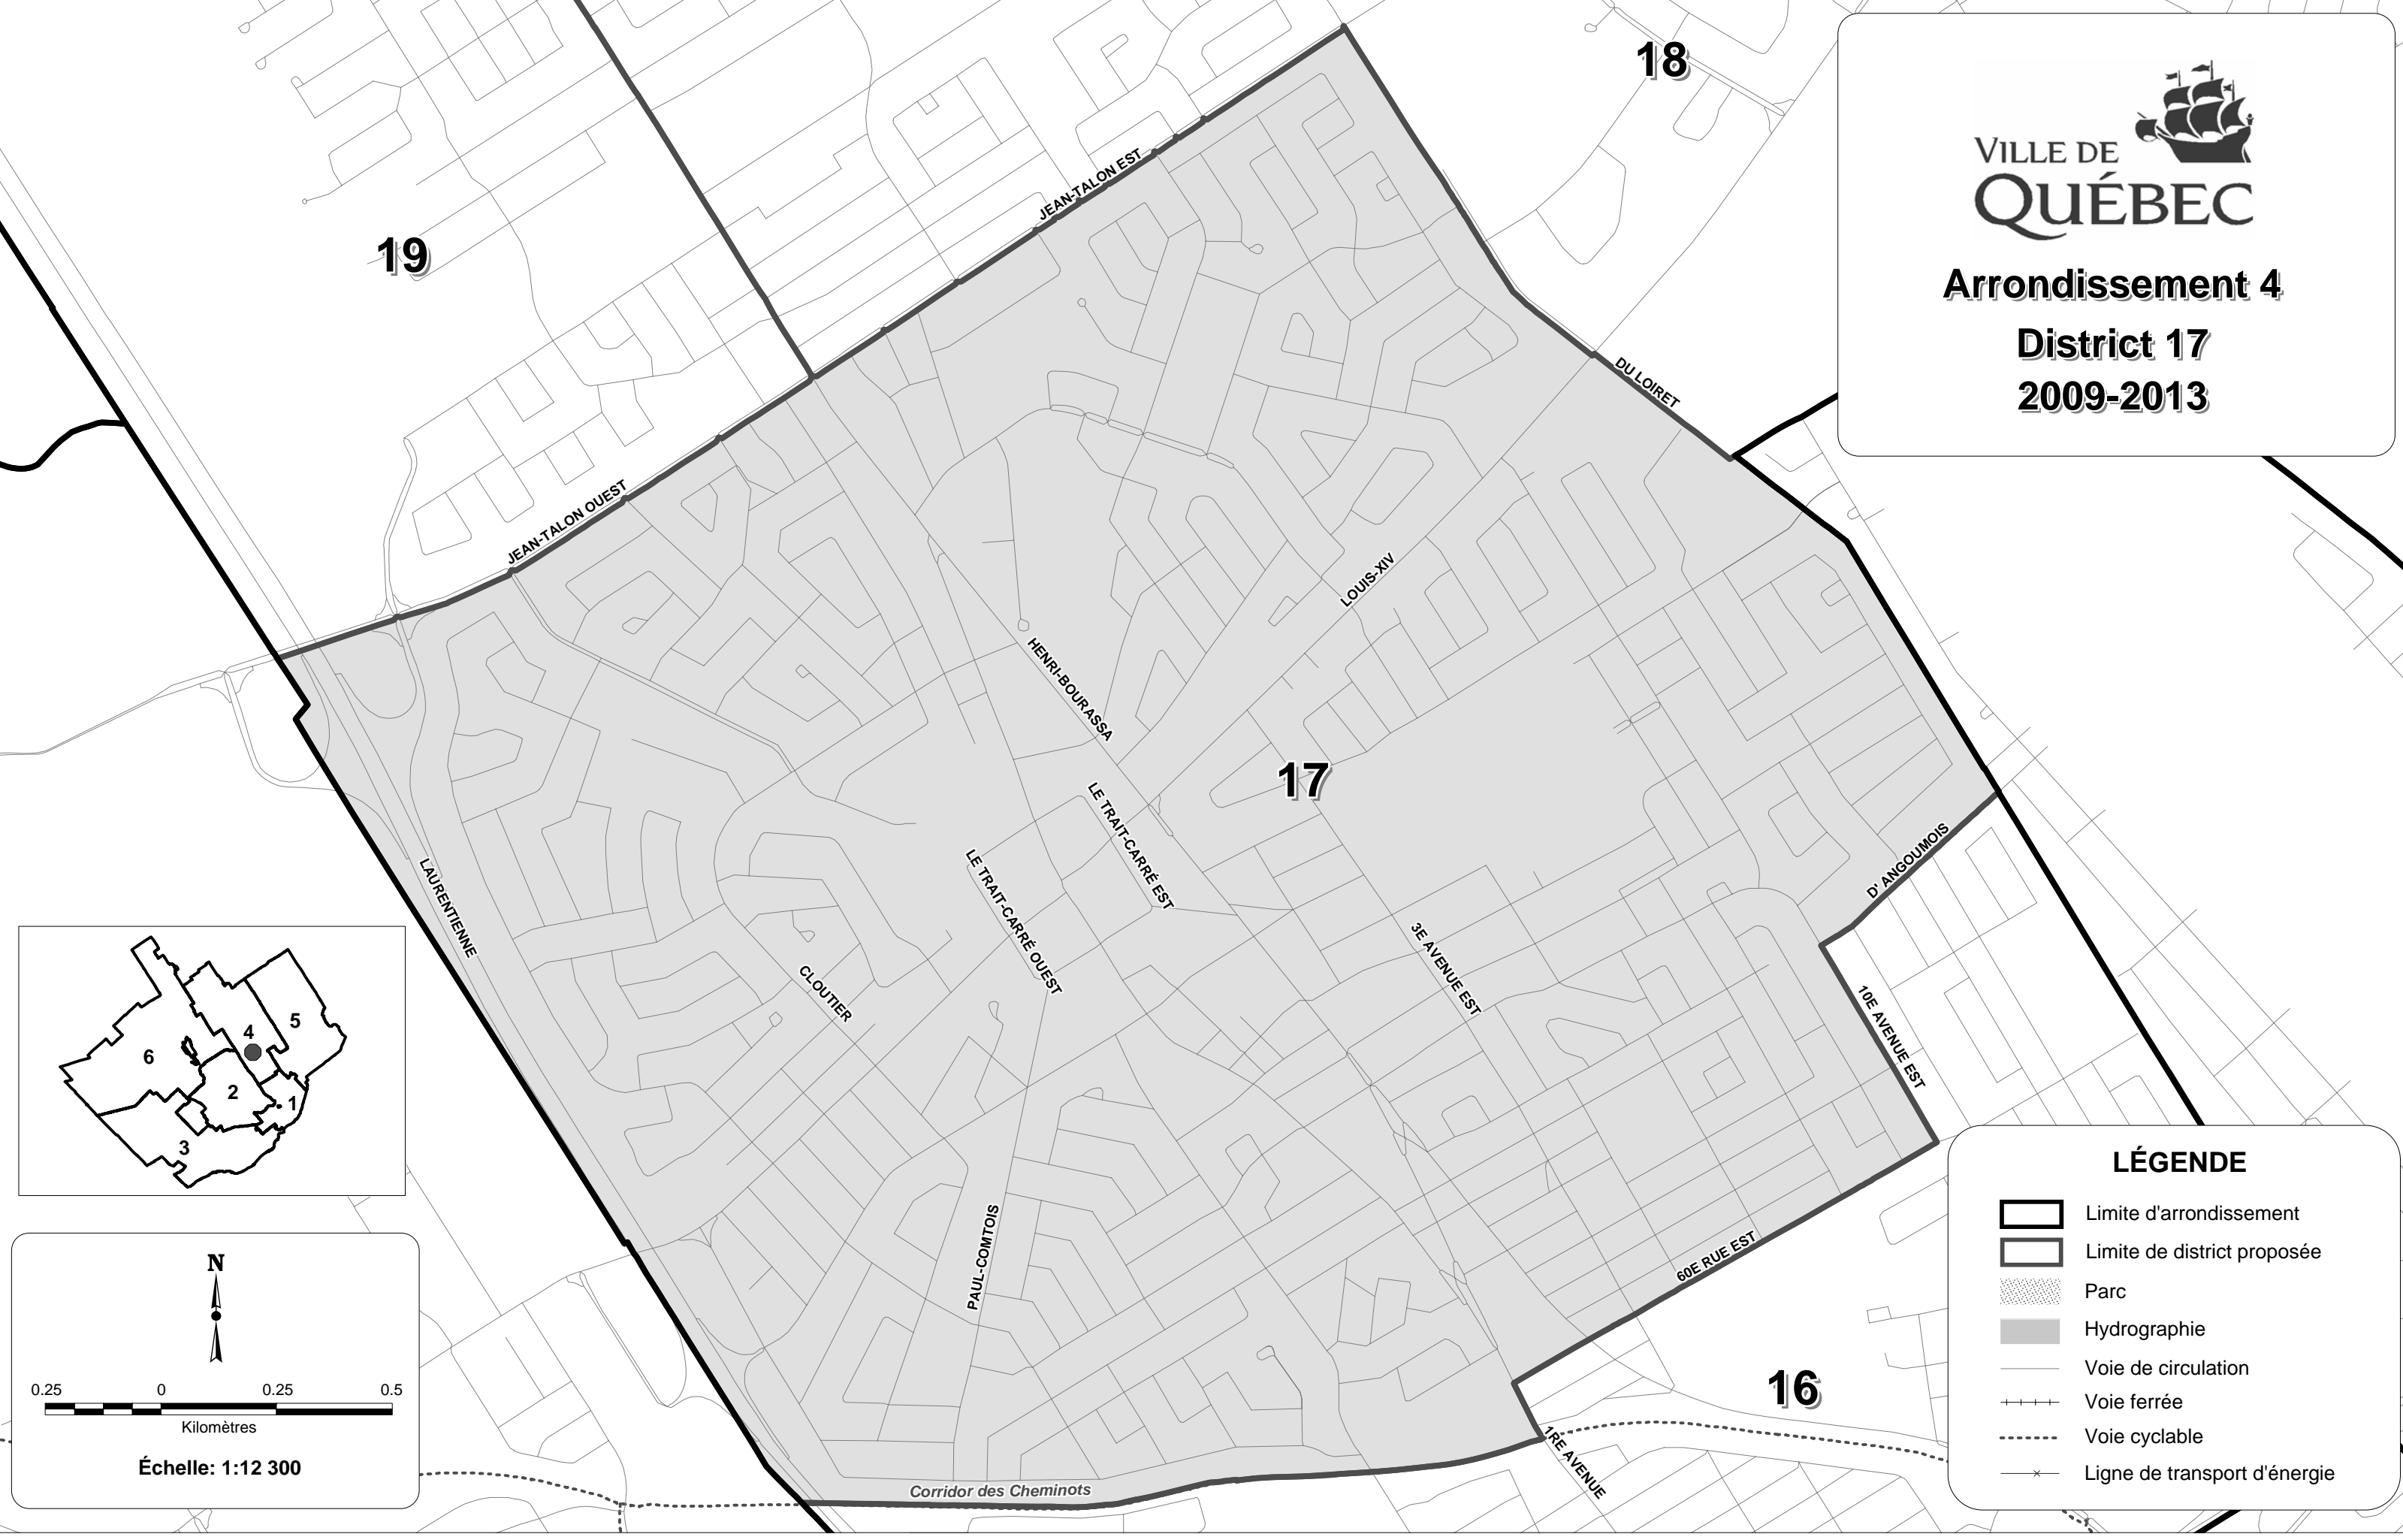 VILLE DE
QUÉBEC
Arrondissement 4
District 17
2009-2013
18
19
JEAN-TALON EST
DU LOIRET
JEAN-TALON OUEST
LOUIS-XIV
HENRI-BOURASSA
17
LE TRAIT-CARRÉ EST
LE TRAIT-CARRÉ OUEST
LAURENTIENNE
D' ANGOUMOIS
3E AVENUE EST
CLOUTIER
10E AVENUE EST
PAUL-COMTOIS
60E RUE EST
16
1RE AVENUE
Corridor des Cheminots
5
4
6
2
1
3
N
0.25 0 0.25 0.5
Kilomètres
Échelle: 1:12 300
LÉGENDE
Limite d'arrondissement
Limite de district proposée
Parc
Hydrographie
Voie de circulation
Voie ferrée
Voie cyclable
Ligne de transport d'énergie